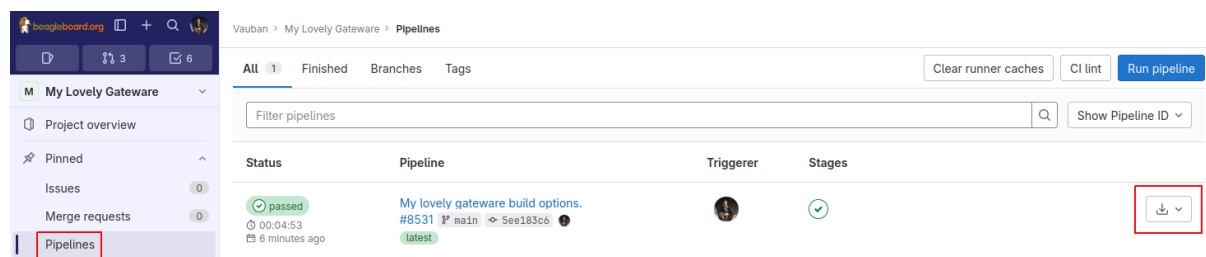 beagleboard.org
3
6
M My Lovely Gateware
Project overview
Pinned
Issues 0
Merge requests 0
Pipelines
Vauban > My Lovely Gateware > Pipelines
All 1 Finished Branches Tags
Clear runner caches CI lint Run pipeline
Filter pipelines
Show Pipeline ID
Status Pipeline Triggerer Stages
passed
00:04:53
6 minutes ago
My lovely gateware build options.
#8531 main 5ee183c6
latest